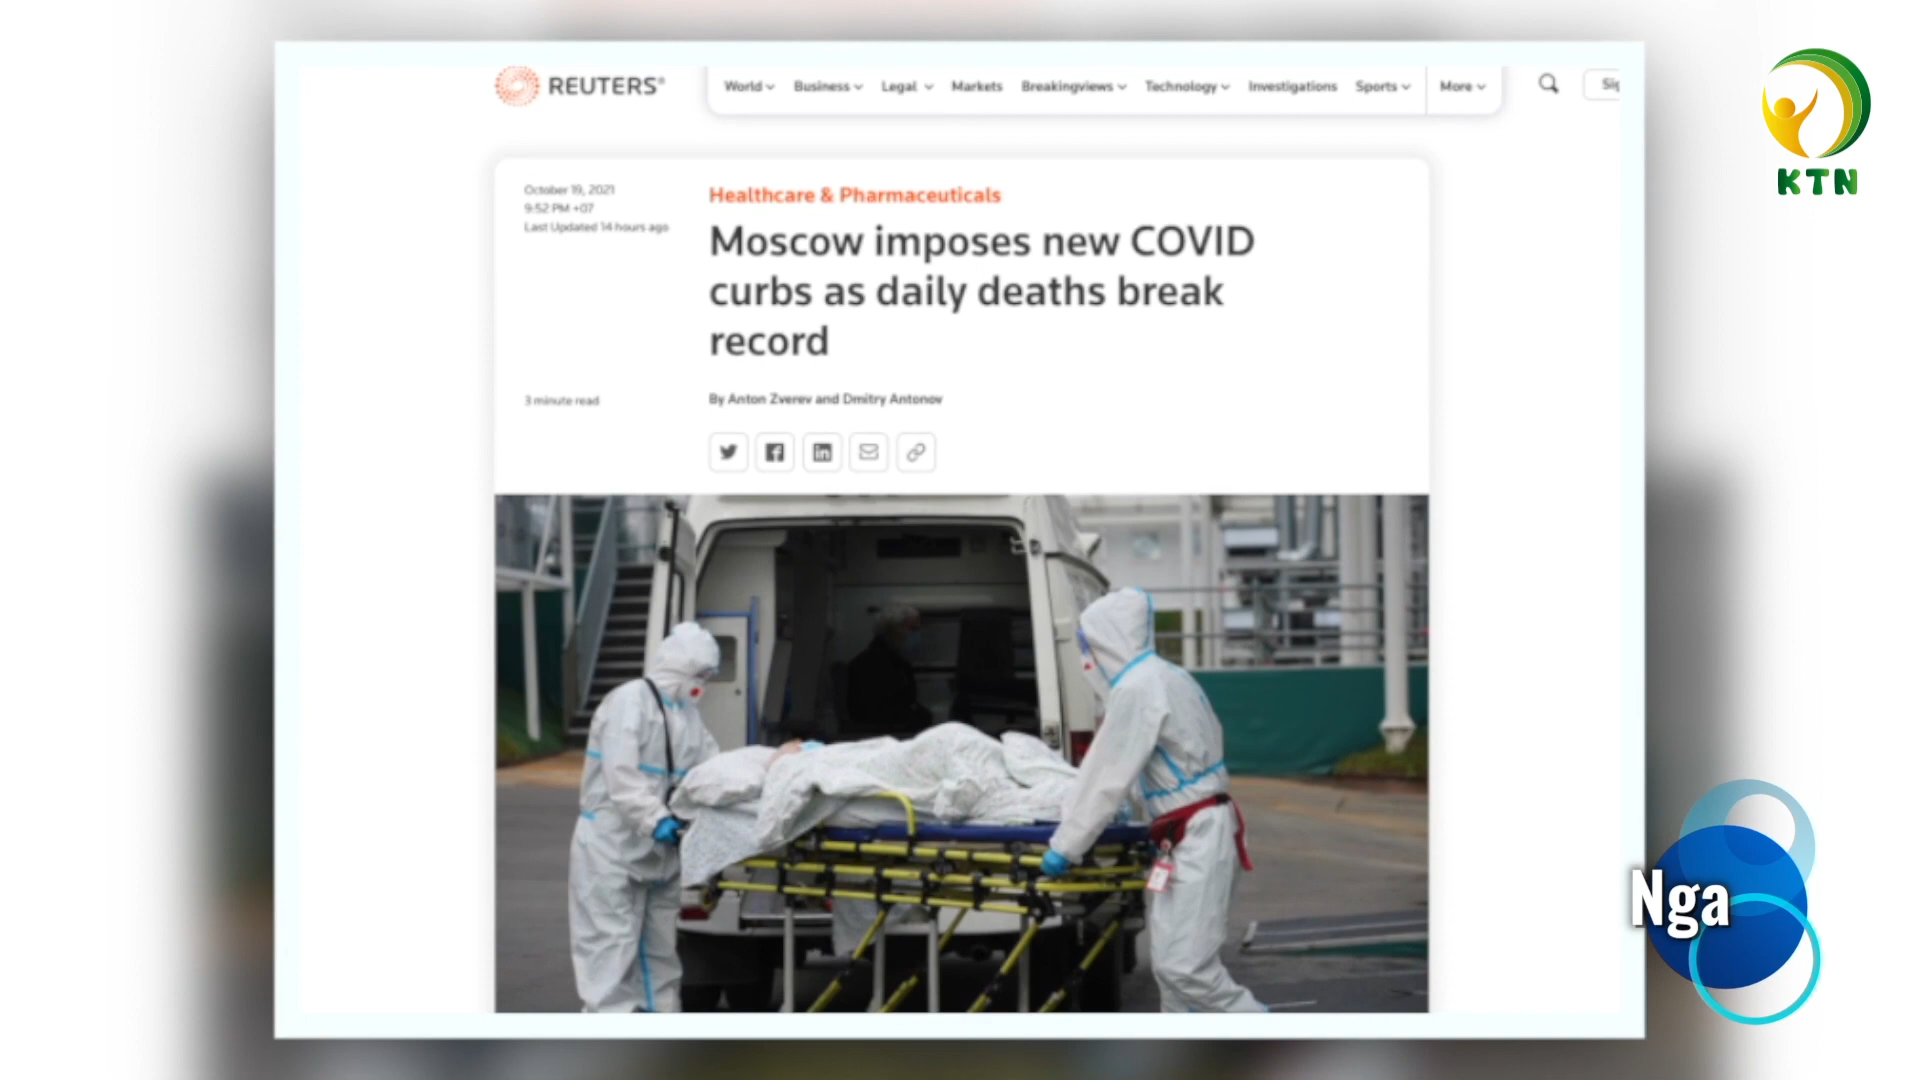 REUTERS®
World Business Legal Markets Breakingviews Technology Investigations Sports More
KTN
October 19, 2021
9:52 PM +07
Last Updated 14 hours ago
Healthcare & Pharmaceuticals
Moscow imposes new COVID
curbs as daily deaths break
record
3 minute read
By Anton Zverev and Dmitry Antonov
Nga